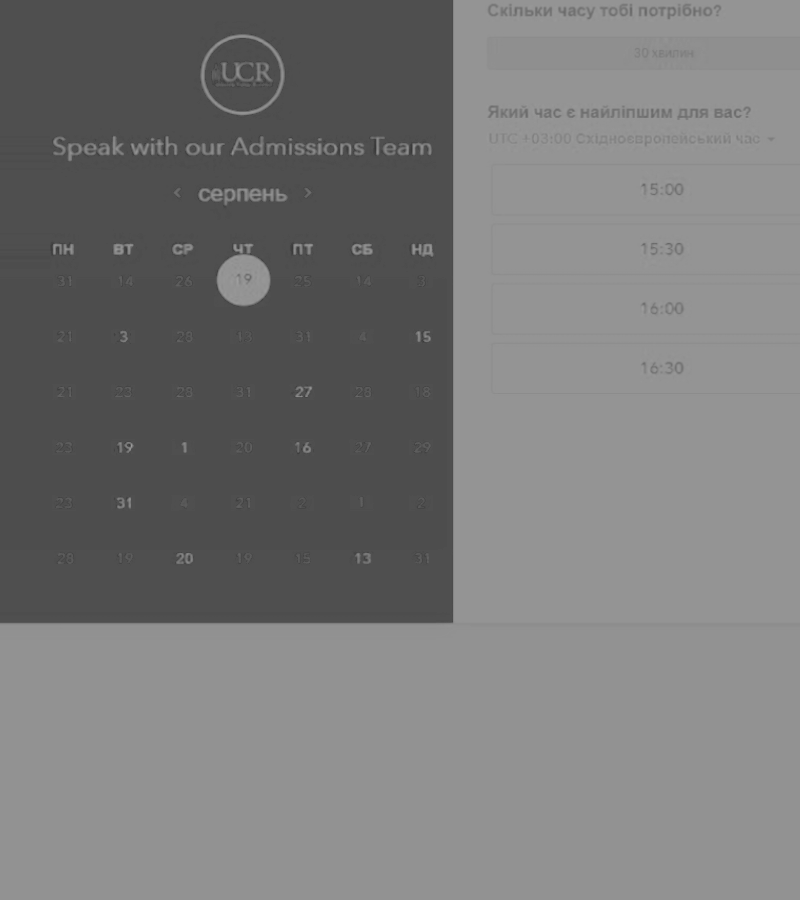 UCR
Speak with our Admissions Team
серпень
ПН ВТ СР ЧТ ПТ СБ НД
31 14 26 19 25 14 3
21 3 28 31 4 15
21 23 28 31 27 18
23 19 1 20 16 27 29
23 31 4 21 2 1 2
28 19 20 19 15 13 31
Скільки часу тобі потрібно?
30 хвилин
Який час є найліпшим для вас?
UTC +03:00 Східноєвропейський час
15:00
15:30
16:00
16:30